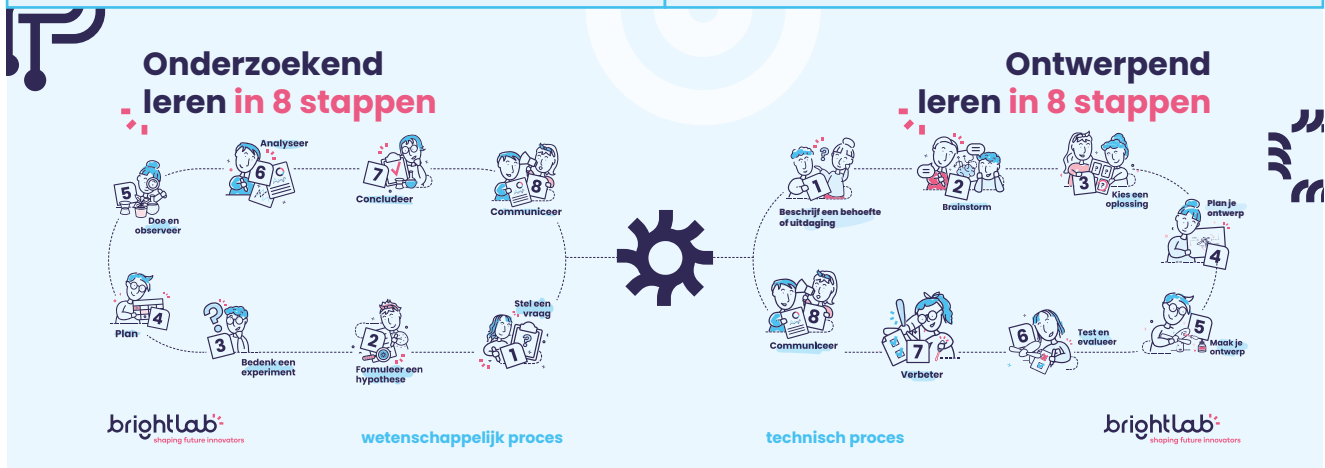 Onderzoekend
leren in 8 stappen
1
Stel een
vraag
2
Formuleer een
hypothese
3
Bedenk een
experiment
4
Plan
5
Doe en
observeer
6
Analyseer
7
Concludeer
8
Communiceer
brightlab
shaping future innovators
wetenschappelijk proces
Ontwerpend
leren in 8 stappen
1
Beschrijf een behoefte
of uitdaging
2
Brainstorm
3
Kies een
oplossing
Plan je
ontwerp
4
5
Maak je
ontwerp
6
Test en
evalueer
7
Verbeter
8
Communiceer
technisch proces
brightlab
shaping future innovators